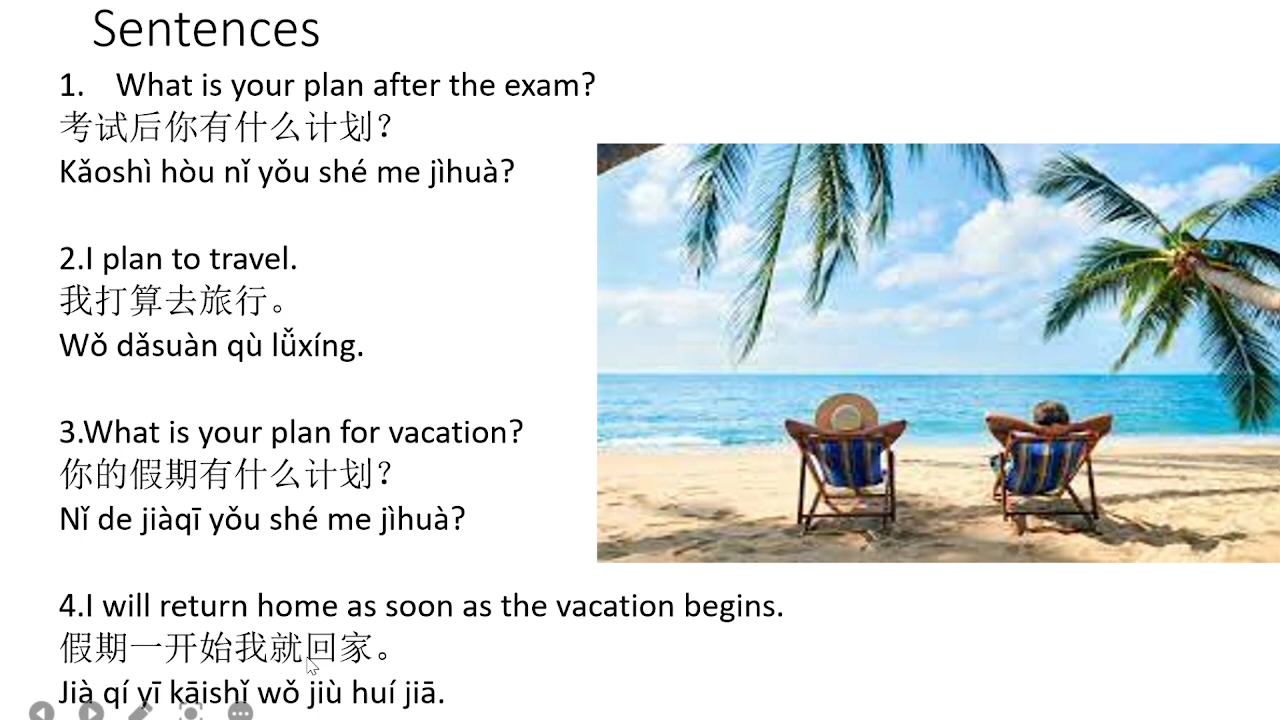 Sentences
1. What is your plan after the exam?
考试后你有什么计划？
Kǎoshì hòu nǐ yǒu shé me jìhuà?
2.I plan to travel.
我打算去旅行。
Wǒ dǎsuàn qù lǚxíng.
3.What is your plan for vacation?
你的假期有什么计划？
Nǐ de jiàqī yǒu shé me jìhuà?
4.I will return home as soon as the vacation begins.
假期一开始我就回家。
Jià qí yī kāishǐ wǒ jiù huí jiā.